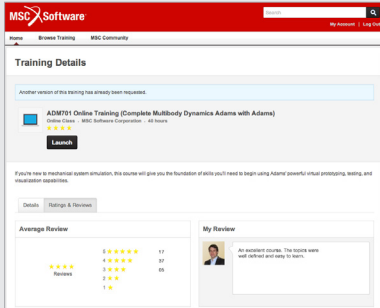 MSC Software
Search
My Account | Log Out
Home Browse Training MSC Community
Training Details
Another version of this training has already been requested.
ADM701 Online Training (Complete Multibody Dynamics Adams with Adams)
Online Class - MSC Software Corporation - 40 hours
Launch
If you're new to mechanical system simulation, this course will give you the foundation of skills you'll need to begin using Adams' powerful virtual prototyping, testing, and
visualization capabilities.
Details Ratings & Reviews
Average Review
Reviews
5 17
4 37
3 65
2
1
My Review
An excellent course. The topics were
well defined and easy to learn.